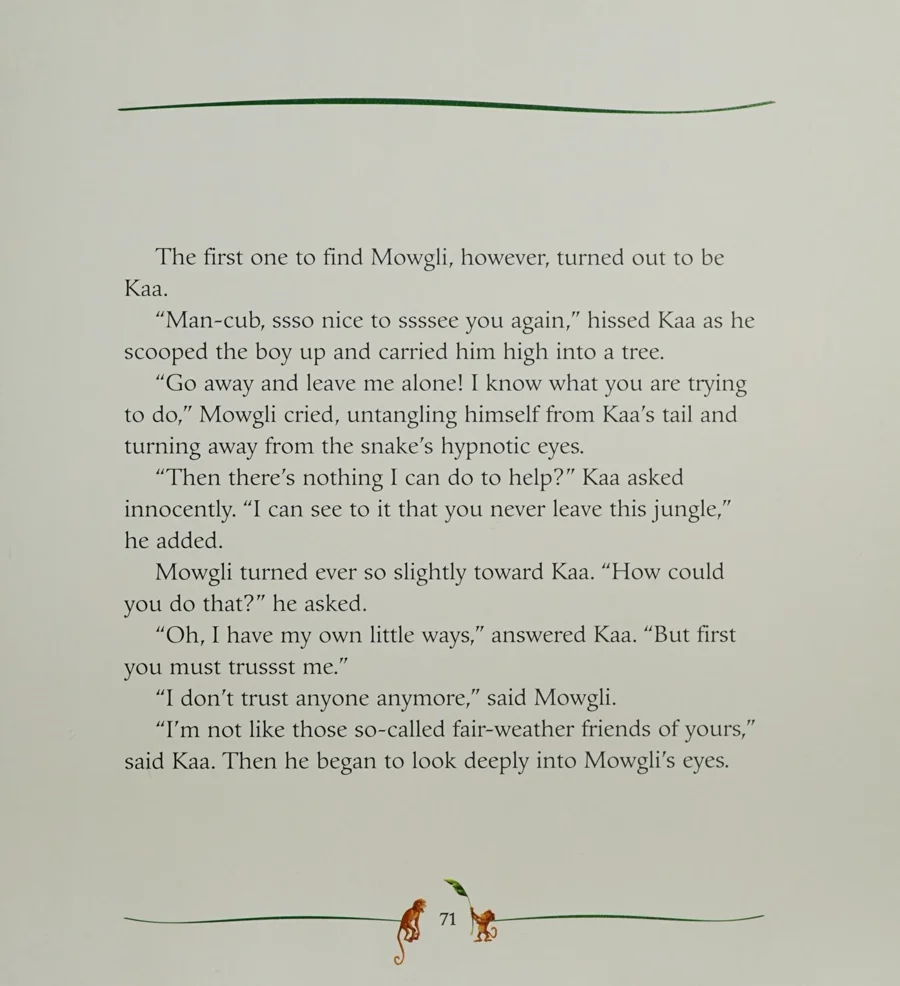 The first one to find Mowgli, however, turned out to be
Kaa.
“Man-cub, ssso nice to ssssee you again,” hissed Kaa as he
scooped the boy up and carried him high into a tree.
“Go away and leave me alone! I know what you are trying
to do,” Mowgli cried, untangling himself from Kaa’s tail and
turning away from the snake’s hypnotic eyes.
“Then there’s nothing I can do to help?” Kaa asked
innocently. “I can see to it that you never leave this jungle,”
he added.
Mowgli turned ever so slightly toward Kaa. “How could
you do that?” he asked.
“Oh, I have my own little ways,” answered Kaa. “But first
you must trussst me.”
“I don’t trust anyone anymore,” said Mowgli.
“I’m not like those so-called fair-weather friends of yours,”
said Kaa. Then he began to look deeply into Mowgli’s eyes.
71